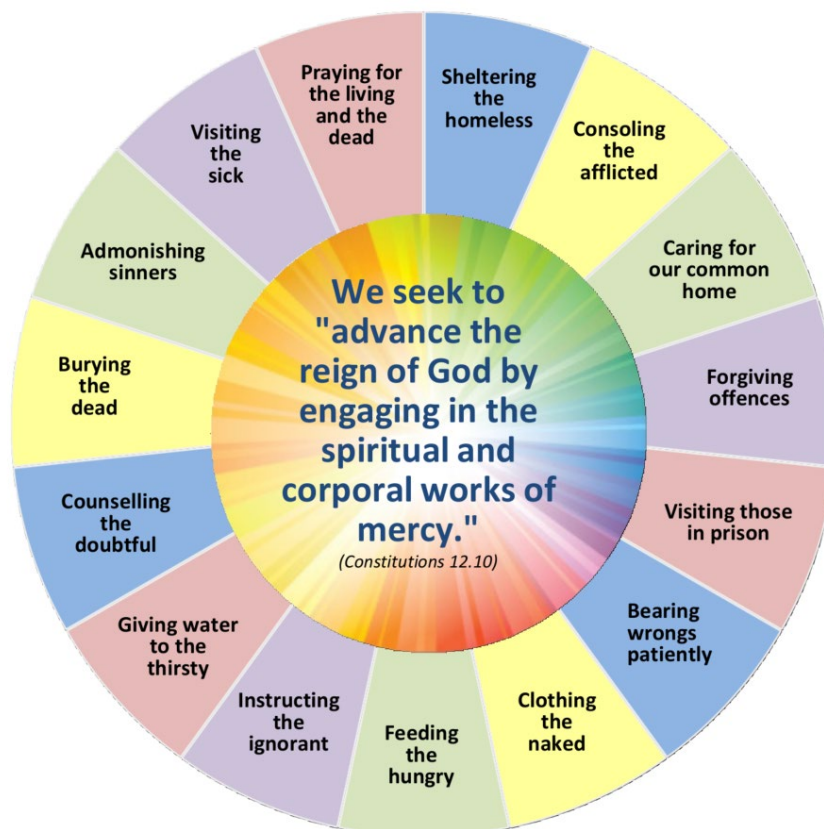 We seek to
"advance the
reign of God by
engaging in the
spiritual and
corporal works of
mercy."
(Constitutions 12.10)
Sheltering
the
homeless
Consoling
the
afflicted
Caring for
our common
home
Forgiving
offences
Visiting those
in prison
Bearing
wrongs
patiently
Clothing
the
naked
Feeding
the
hungry
Instructing
the
ignorant
Giving water
to the
thirsty
Counselling
the
doubtful
Burying
the
dead
Admonishing
sinners
Visiting
the
sick
Praying for
the living
and the
dead